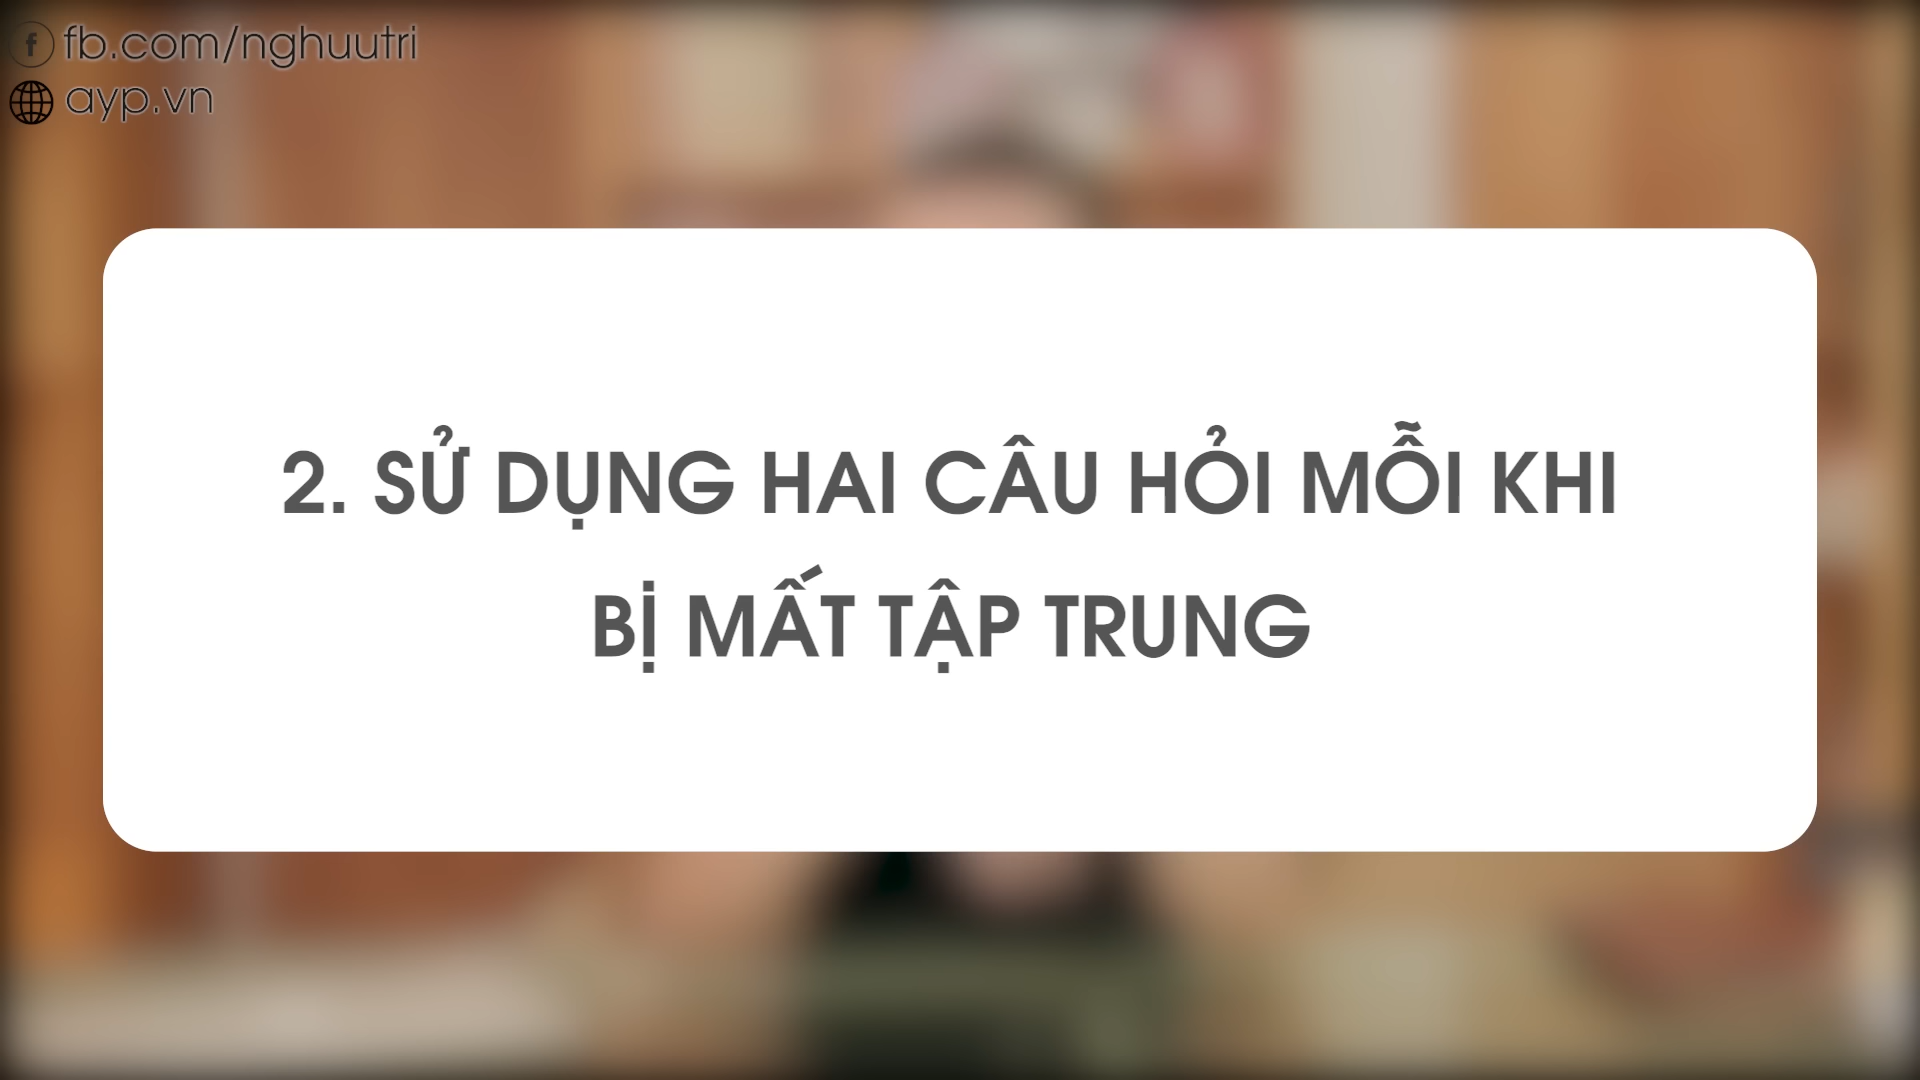 fb.com/nghuutri
ayp.vn
2. SỬ DỤNG HAI CÂU HỎI MỖI KHI
BỊ MẤT TẬP TRUNG